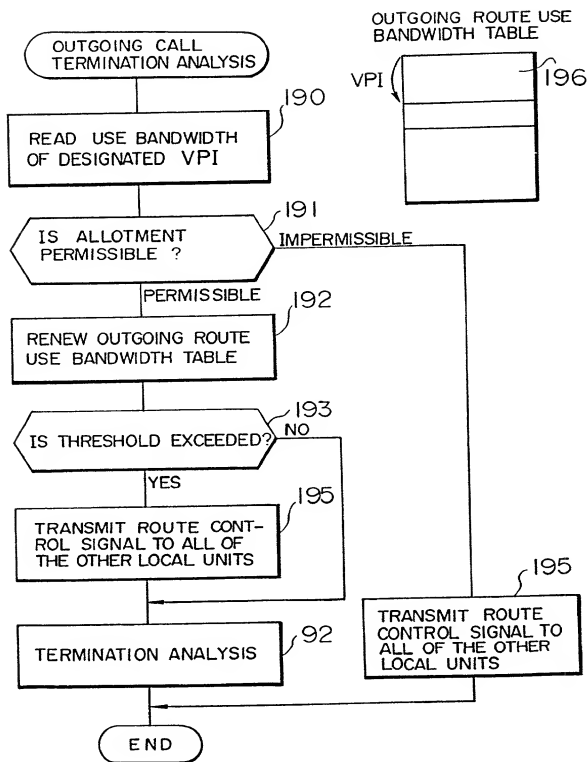 OUTGOING CALL
TERMINATION ANALYSIS
OUTGOING ROUTE USE
BANDWIDTH TABLE
VPI
196
190
READ USE BANDWIDTH
OF DESIGNATED VPI
191
IS ALLOTMENT
PERMISSIBLE ?
IMPERMISSIBLE
PERMISSIBLE
192
RENEW OUTGOING ROUTE
USE BANDWIDTH TABLE
193
IS THRESHOLD EXCEEDED?
NO
YES
195
TRANSMIT ROUTE CONT-
ROL SIGNAL TO ALL OF
THE OTHER LOCAL UNITS
195
TRANSMIT ROUTE
CONTROL SIGNAL TO
ALL OF THE OTHER
LOCAL UNITS
92
TERMINATION ANALYSIS
END